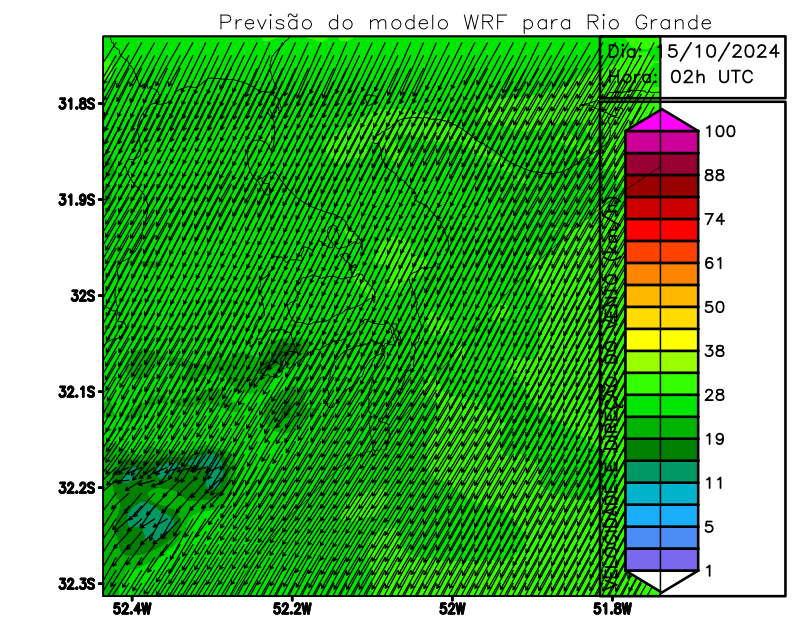 Previsão do modelo WRF para Rio Grande
Dia: 15/10/2024
Hora: 02h UTC
31.8S
31.9S
32S
32.1S
32.2S
32.3S
52.4W
52.2W
52W
51.8W
VELOCIDADE E DIREÇÃO DO VENTO (km/h)
100
88
74
61
50
38
28
19
11
5
1